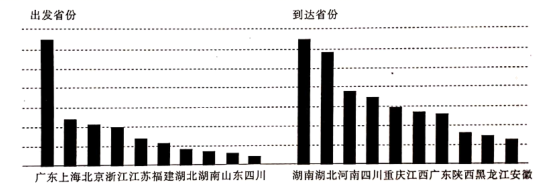 出发省份
到达省份
广东上海北京浙江江苏福建湖北湖南山东四川
湖南湖北河南四川重庆江西广东陕西黑龙江安徽